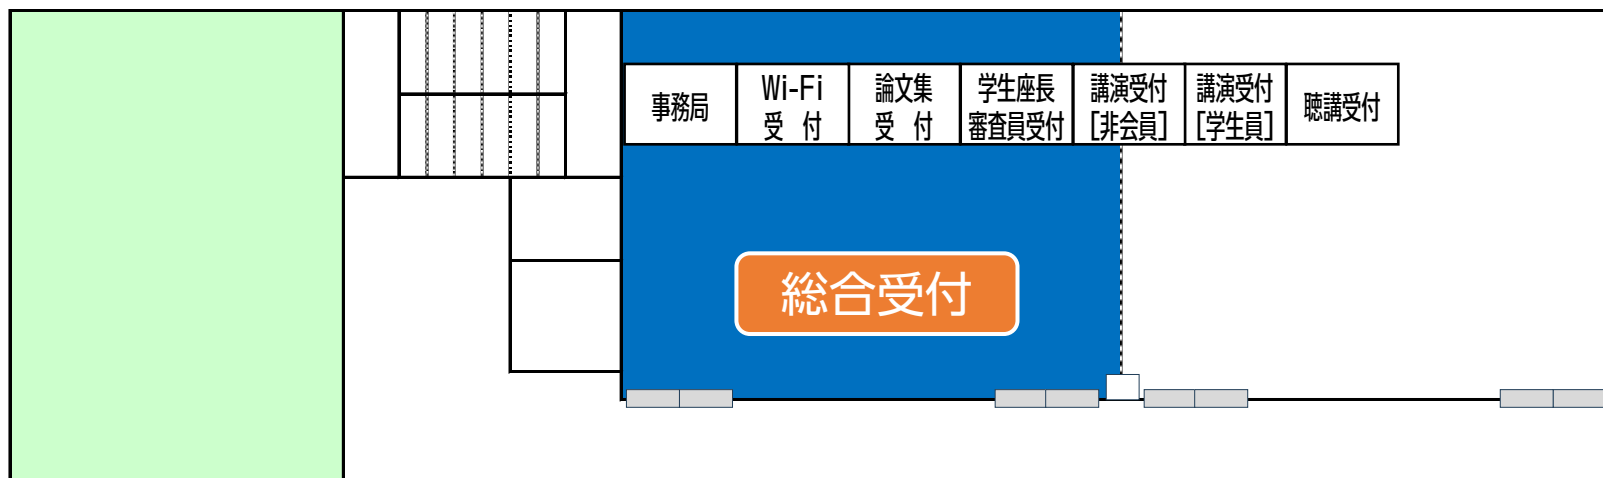 事務局
Wi-Fi
受　付
論文集
受　付
学生座長
審査員受付
講演受付
[非会員]
講演受付
[学生員]
聴講受付
総合受付